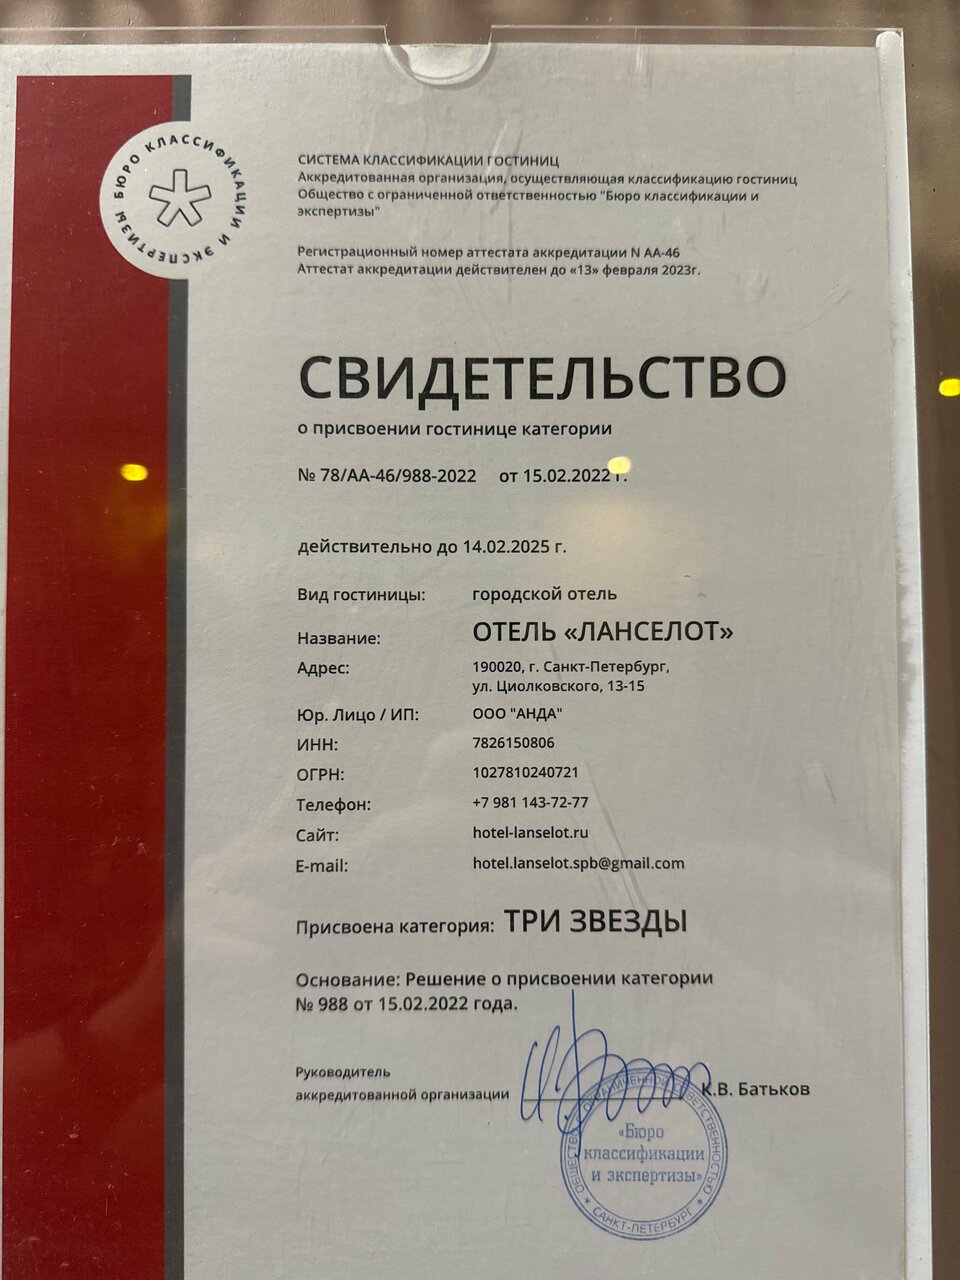 БЮРО КЛАССИФИКАЦИИ И ЭКСПЕРТИЗЫ
СИСТЕМА КЛАССИФИКАЦИИ ГОСТИНИЦ
Аккредитованная организация, осуществляющая классификацию гостиниц
Общество с ограниченной ответственностью "Бюро классификации и
экспертизы"
Регистрационный номер аттестата аккредитации N АА-46
Аттестат аккредитации действителен до «13» февраля 2023г.
СВИДЕТЕЛЬСТВО
о присвоении гостинице категории
№ 78/АА-46/988-2022 от 15.02.2022 г.
действительно до 14.02.2025 г.
Вид гостиницы: городской отель
Название: ОТЕЛЬ «ЛАНСЕЛОТ»
Адрес: 190020, г. Санкт-Петербург,
ул. Циолковского, 13-15
Юр. Лицо / ИП: ООО "АНДА"
ИНН: 7826150806
ОГРН: 1027810240721
Телефон: +7 981 143-72-77
Сайт: hotel-lanselot.ru
E-mail: hotel.lanselot.spb@gmail.com
Присвоена категория: ТРИ ЗВЕЗДЫ
Основание: Решение о присвоении категории
№ 988 от 15.02.2022 года.
Руководитель
аккредитованной организации К.В. Батьков
ОБЩЕСТВО С ОГРАНИЧЕННОЙ ОТВЕТСТВЕННОСТЬЮ
«Бюро
классификации
и экспертизы»
* САНКТ-ПЕТЕРБУРГ *